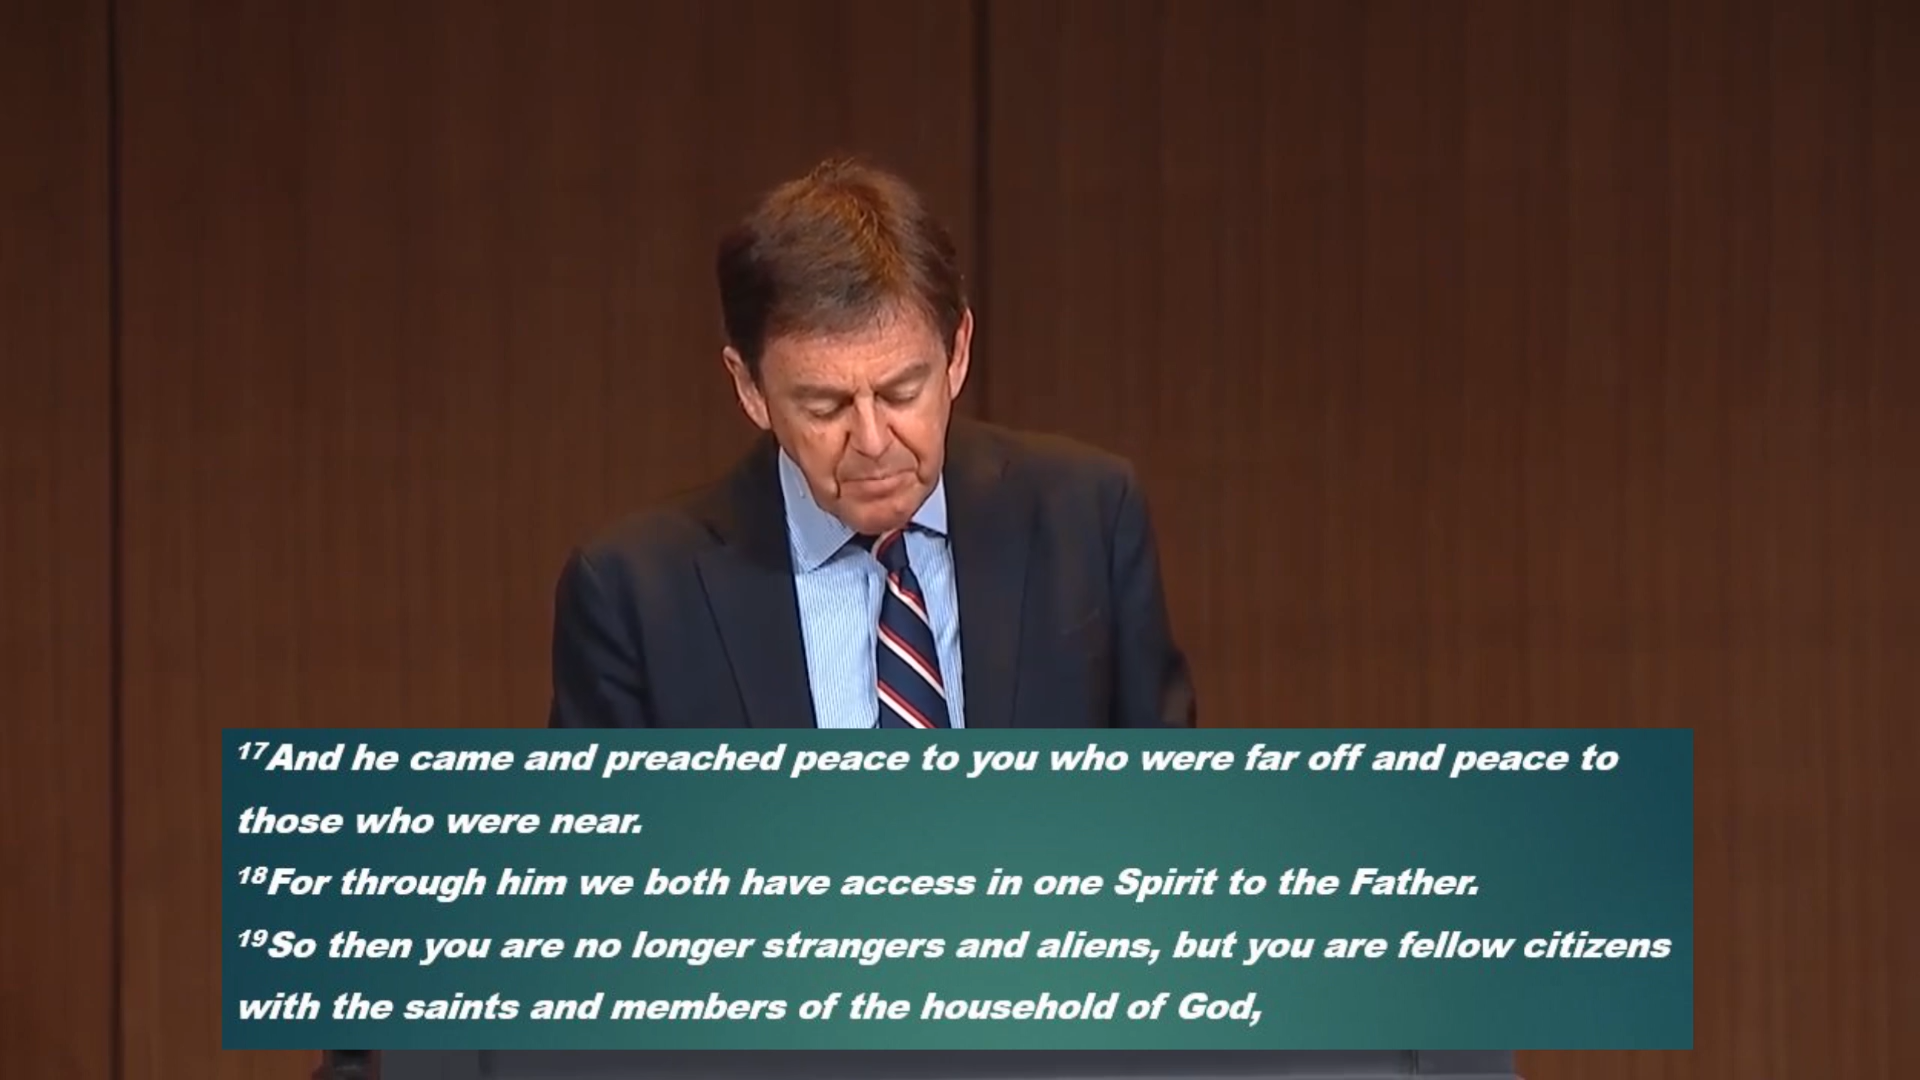 17And he came and preached peace to you who were far off and peace to
those who were near.
18For through him we both have access in one Spirit to the Father.
19So then you are no longer strangers and aliens, but you are fellow citizens
with the saints and members of the household of God,